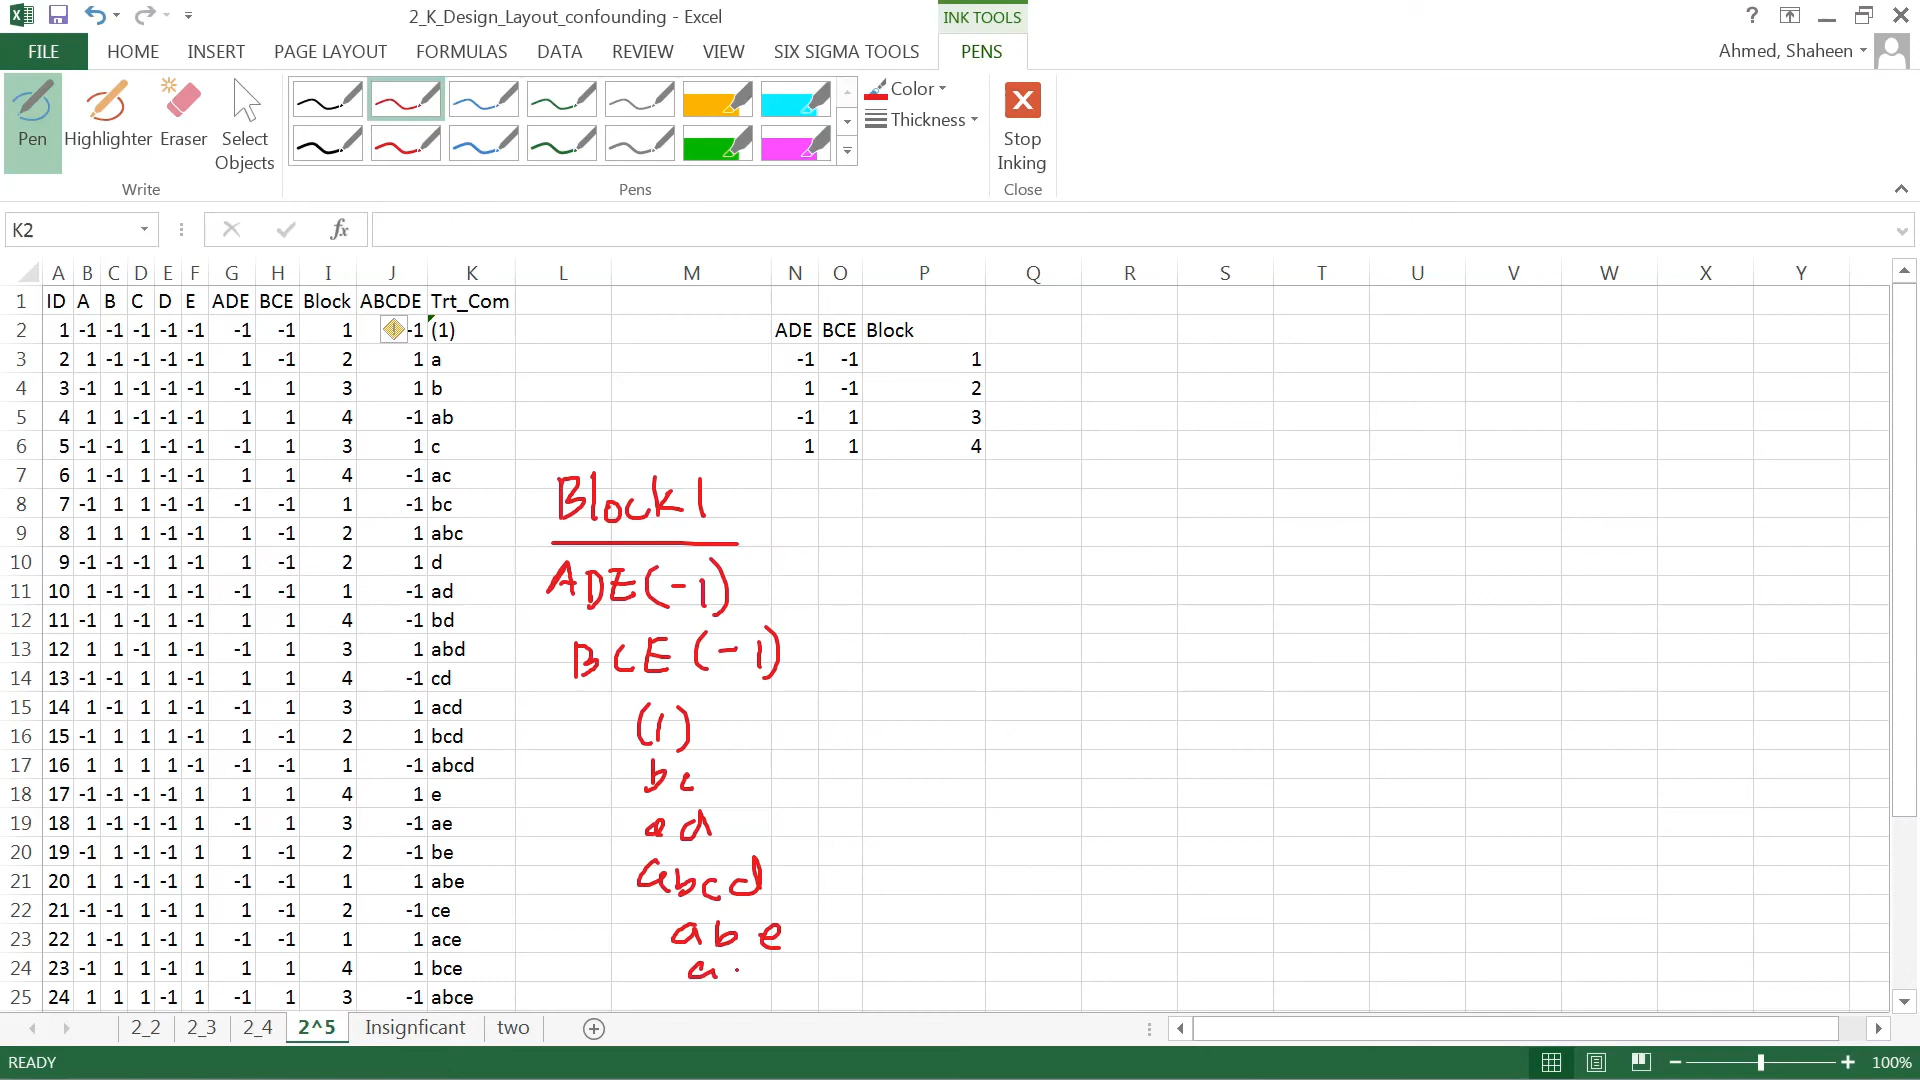 2_K_Design_Layout_confounding - Excel
INK TOOLS
?
FILE HOME INSERT PAGE LAYOUT FORMULAS DATA REVIEW VIEW SIX SIGMA TOOLS PENS
Ahmed, Shaheen
Pen
Highlighter
Eraser
Select Objects
Color
Thickness
Stop Inking
Write
Pens
Close
K2
fx
A B C D E F G H I J K L M N O P Q R S T U V W X Y
1 ID A B C D E ADE BCE Block ABCDE Trt_Com
2 1 -1 -1 -1 -1 -1 -1 -1 1 -1 (1) ADE BCE Block
3 2 1 -1 -1 -1 -1 1 -1 2 1 a -1 -1 1
4 3 -1 1 -1 -1 -1 -1 1 3 1 b 1 -1 2
5 4 1 1 -1 -1 -1 1 1 4 -1 ab -1 1 3
6 5 -1 -1 1 -1 -1 -1 1 3 1 c 1 1 4
7 6 1 -1 1 -1 -1 1 1 4 -1 ac
8 7 -1 1 1 -1 -1 -1 -1 1 -1 bc
9 8 1 1 1 -1 -1 1 -1 2 1 abc
10 9 -1 -1 -1 1 -1 1 -1 2 1 d
11 10 1 -1 -1 1 -1 -1 -1 1 -1 ad
12 11 -1 1 -1 1 -1 1 1 4 -1 bd
13 12 1 1 -1 1 -1 -1 1 3 1 abd
14 13 -1 -1 1 1 -1 1 1 4 -1 cd
15 14 1 -1 1 1 -1 -1 1 3 1 acd
16 15 -1 1 1 1 -1 1 -1 2 1 bcd
17 16 1 1 1 1 -1 -1 -1 1 -1 abcd
18 17 -1 -1 -1 -1 1 1 1 4 1 e
19 18 1 -1 -1 -1 1 -1 1 3 -1 ae
20 19 -1 1 -1 -1 1 1 -1 2 -1 be
21 20 1 1 -1 -1 1 -1 -1 1 1 abe
22 21 -1 -1 1 -1 1 1 -1 2 -1 ce
23 22 1 -1 1 -1 1 -1 -1 1 1 ace
24 23 -1 1 1 -1 1 1 1 4 1 bce
25 24 1 1 1 -1 1 -1 1 3 -1 abce
Block 1
ADE (-1)
BCE (-1)
(1)
bc
ad
abcd
abe
a
2_2 2_3 2_4 2^5 Insignficant two
READY
100%